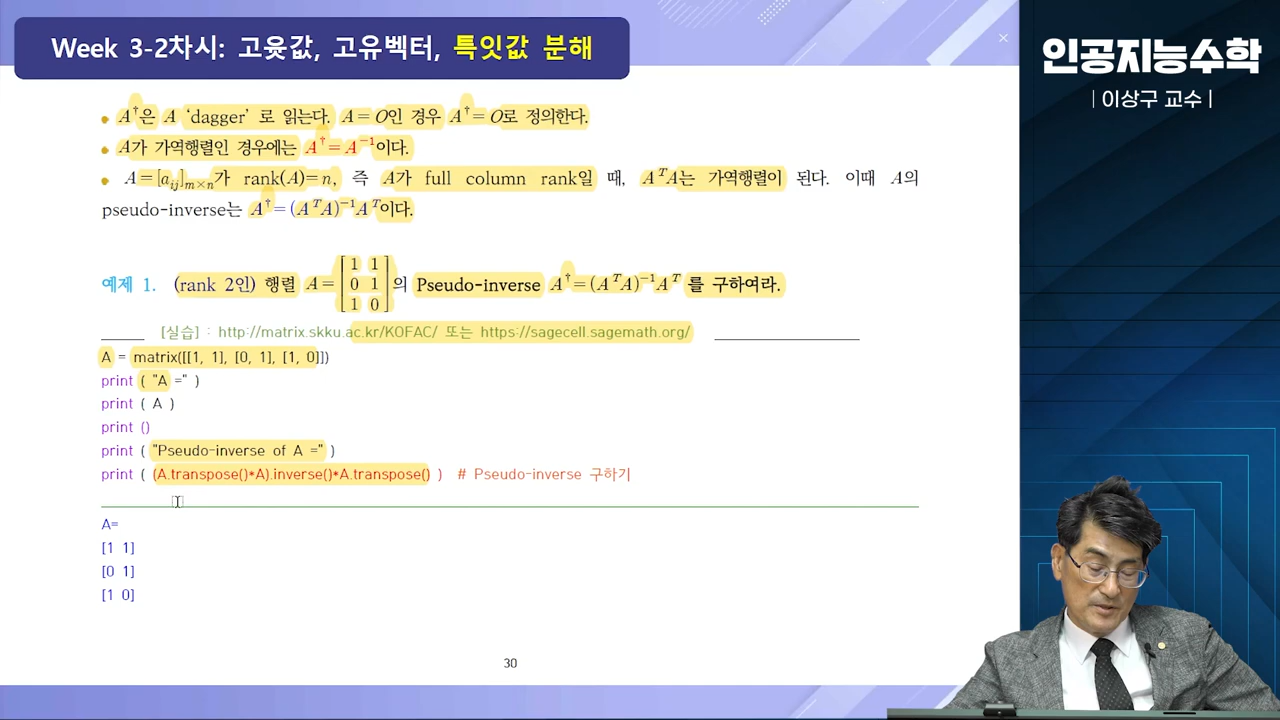 Week 3-2차시: 고윳값, 고유벡터, 특잇값 분해
인공지능수학
| 이상구 교수 |
• A†은 A ‘dagger’로 읽는다. A = O인 경우 A† = O로 정의한다.
• A가 가역행렬인 경우에는 A† = A⁻¹이다.
• A = [aᵢⱼ]ₘ×ₙ가 rank(A) = n, 즉 A가 full column rank일 때, AᵀA는 가역행렬이 된다. 이때 A의
pseudo-inverse는 A† = (AᵀA)⁻¹Aᵀ이다.
예제 1. (rank 2인) 행렬 A = [1 1; 0 1; 1 0]의 Pseudo-inverse A† = (AᵀA)⁻¹Aᵀ 를 구하여라.
[실습] : http://matrix.skku.ac.kr/KOFAC/ 또는 https://sagecell.sagemath.org/
A = matrix([[1, 1], [0, 1], [1, 0]])
print ( "A =" )
print ( A )
print ()
print ( "Pseudo-inverse of A =" )
print ( (A.transpose()*A).inverse()*A.transpose() ) # Pseudo-inverse 구하기
A=
[1 1]
[0 1]
[1 0]
30